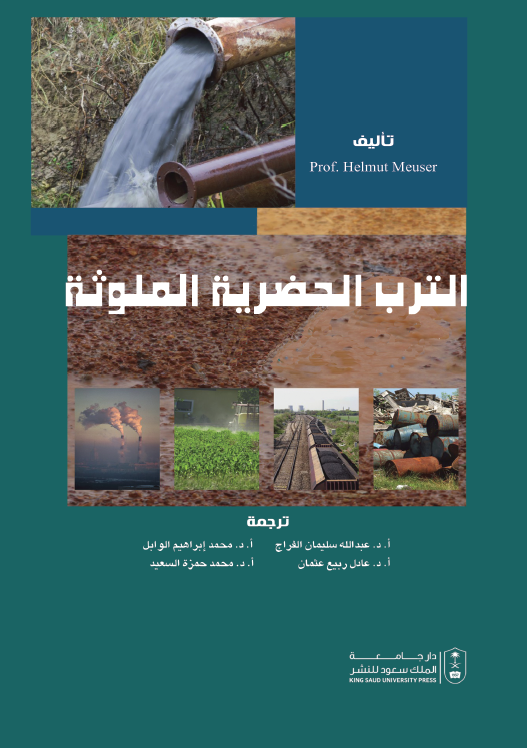 تأليف
Prof. Helmut Meuser
الترب الحضرية الملوثة
ترجمة
أ. د. عبدالله سليمان الفراج أ. د. محمد إبراهيم الوابل
أ. د. عادل ربيع عثمان أ. د. محمد حمزة السعيد
دار جامعة
الملك سعود للنشر
KING SAUD UNIVERSITY PRESS